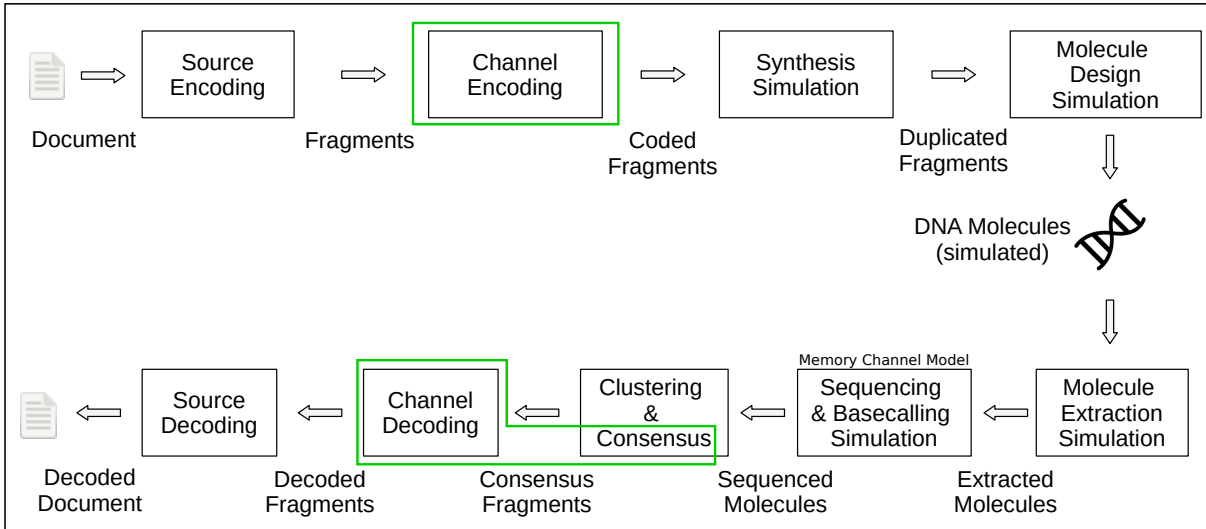 Source
Encoding
Channel
Encoding
Synthesis
Simulation
Molecule
Design
Simulation
Document
Fragments
Coded
Fragments
Duplicated
Fragments
DNA Molecules
(simulated)
Memory Channel Model
Source
Decoding
Channel
Decoding
Clustering
&
Consensus
Sequencing
& Basecalling
Simulation
Molecule
Extraction
Simulation
Decoded
Document
Decoded
Fragments
Consensus
Fragments
Sequenced
Molecules
Extracted
Molecules